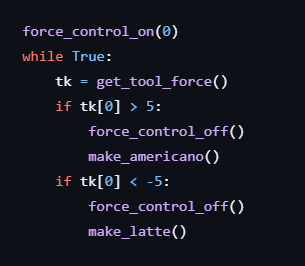 force_control_on(0)
while True:
    tk = get_tool_force()
    if tk[0] > 5:
        force_control_off()
        make_americano()
    if tk[0] < -5:
        force_control_off()
        make_latte()